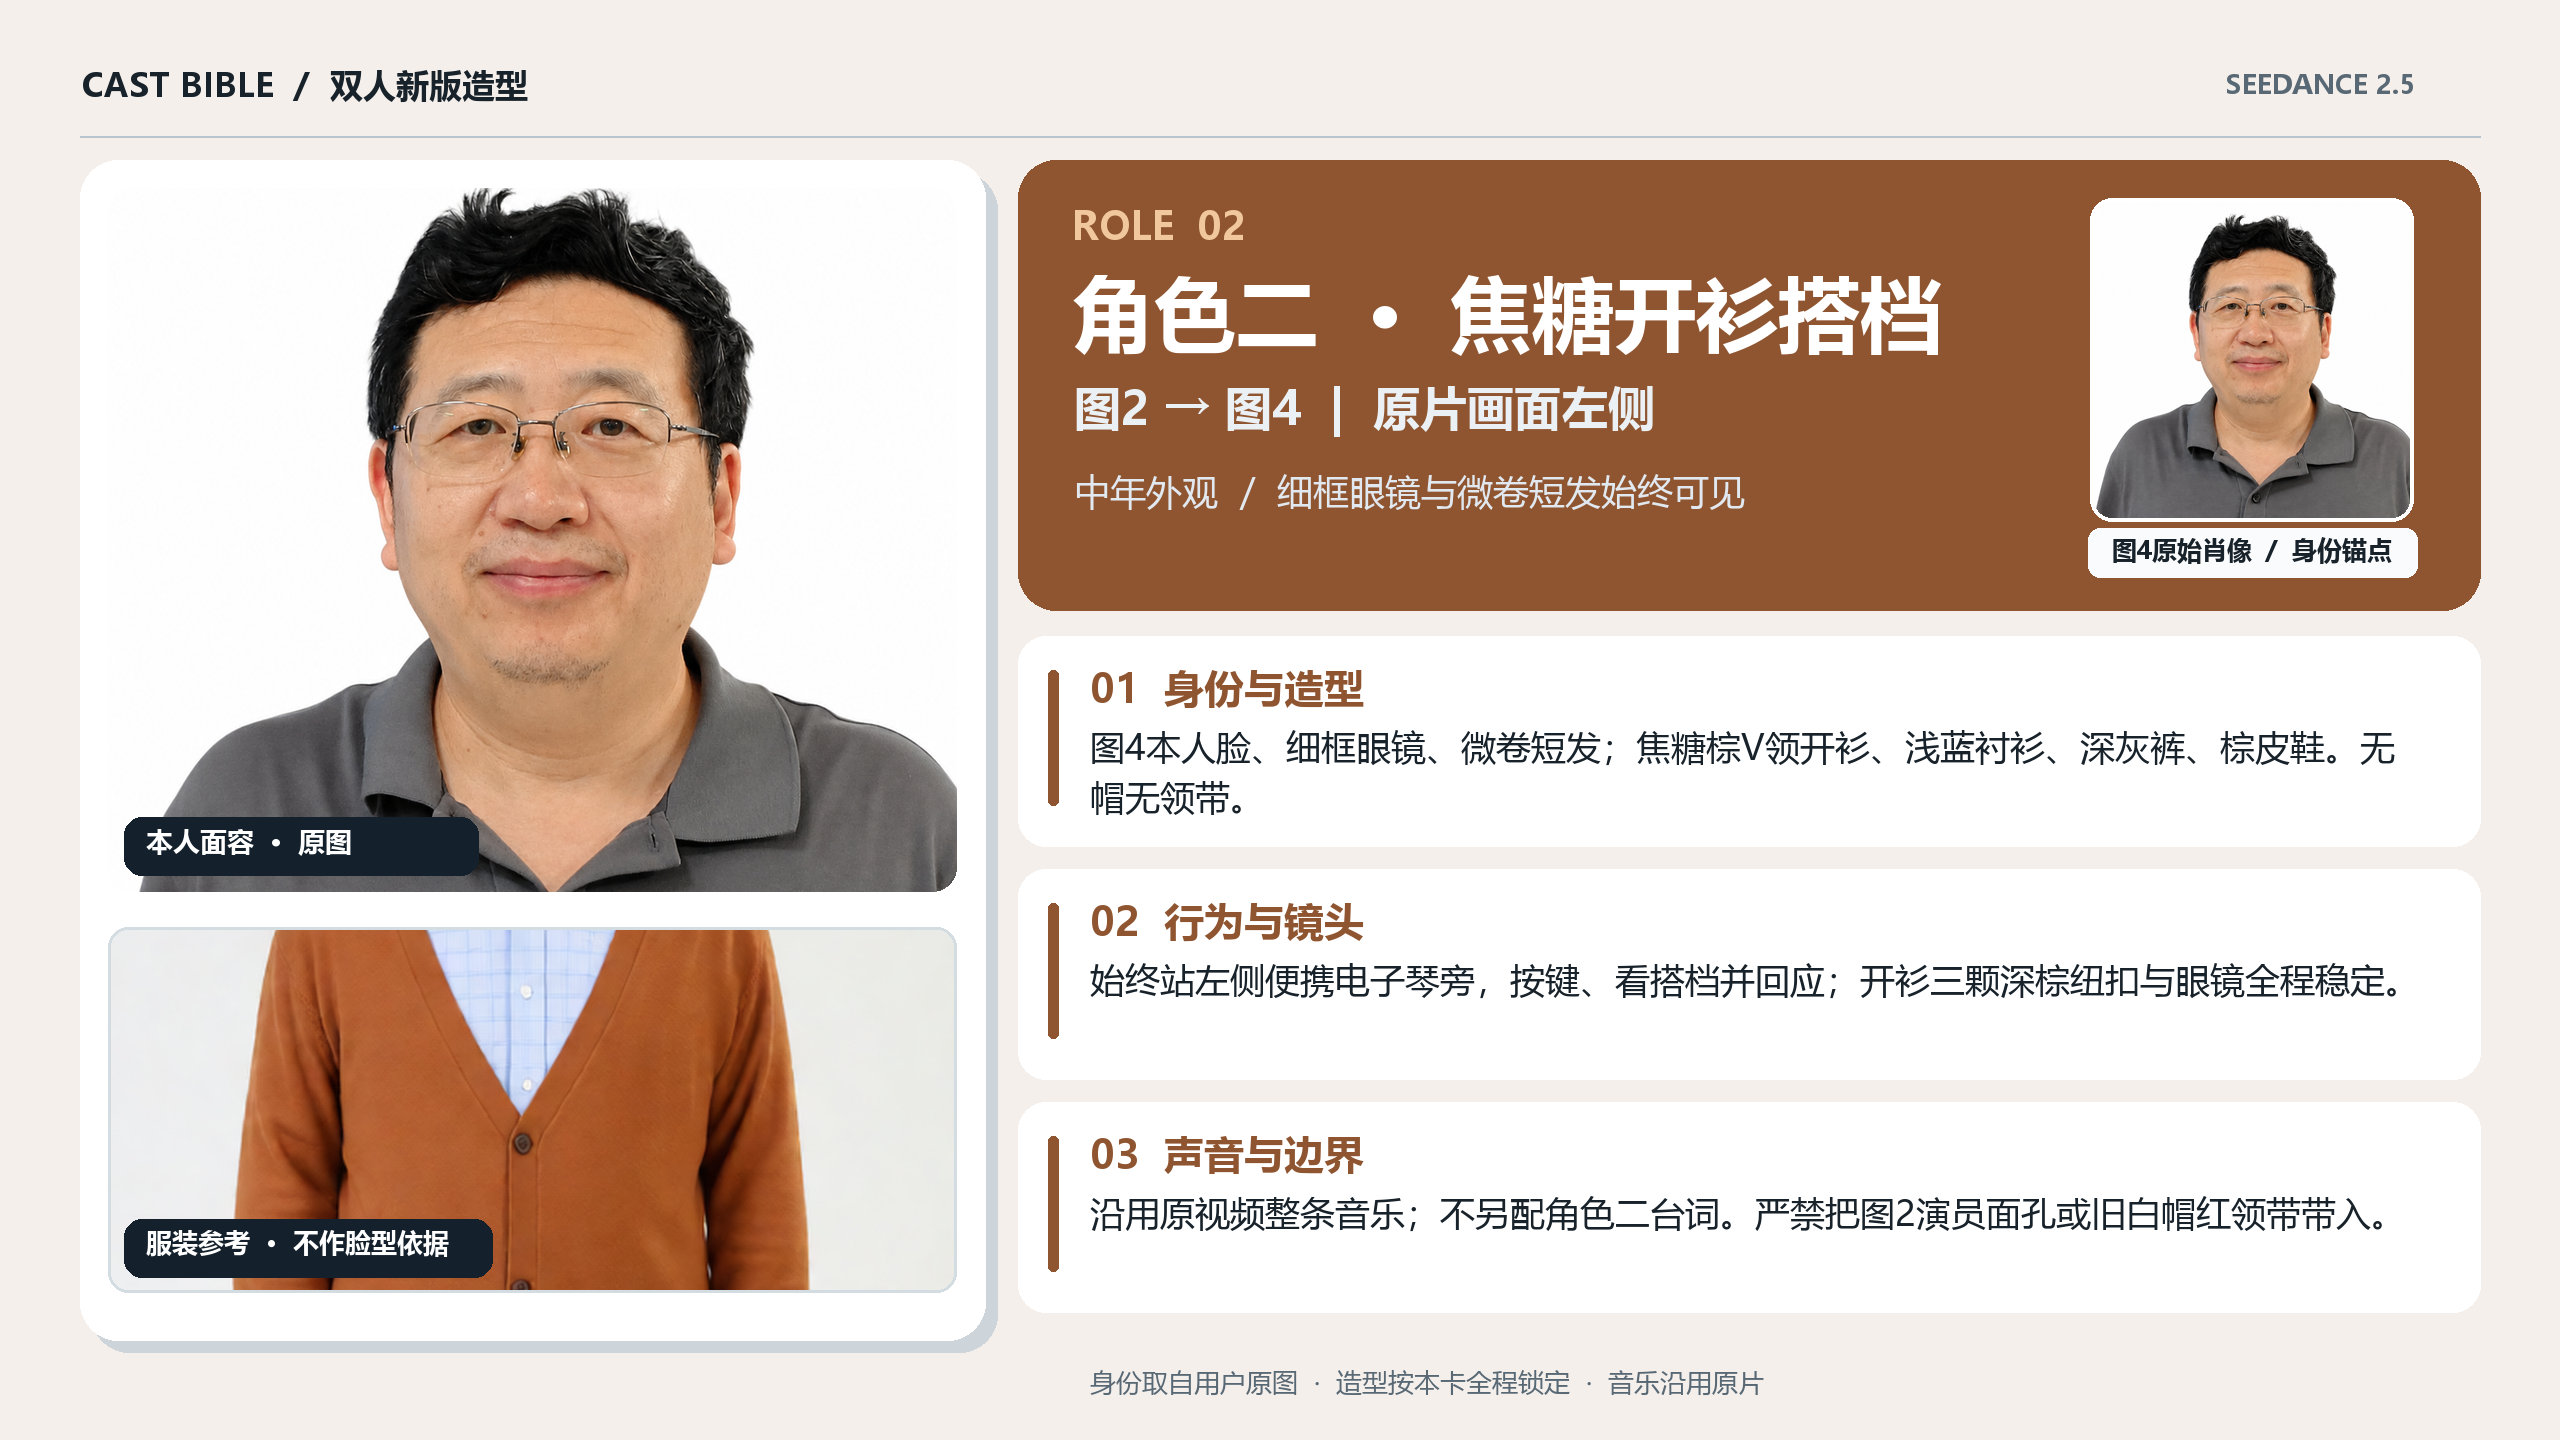 CAST BIBLE / 双人新版造型
SEEDANCE 2.5
本人面容 · 原图
服装参考 · 不作脸型依据
ROLE 02
角色二 · 焦糖开衫搭档
图2 → 图4 | 原片画面左侧
中年外观 / 细框眼镜与微卷短发始终可见
图4原始肖像 / 身份锚点
01 身份与造型
图4本人脸、细框眼镜、微卷短发；焦糖棕V领开衫、浅蓝衬衫、深灰裤、棕皮鞋。无
帽无领带。
02 行为与镜头
始终站左侧便携电子琴旁，按键、看搭档并回应；开衫三颗深棕纽扣与眼镜全程稳定。
03 声音与边界
沿用原视频整条音乐；不另配角色二台词。严禁把图2演员面孔或旧白帽红领带带入。
身份取自用户原图 · 造型按本卡全程锁定 · 音乐沿用原片